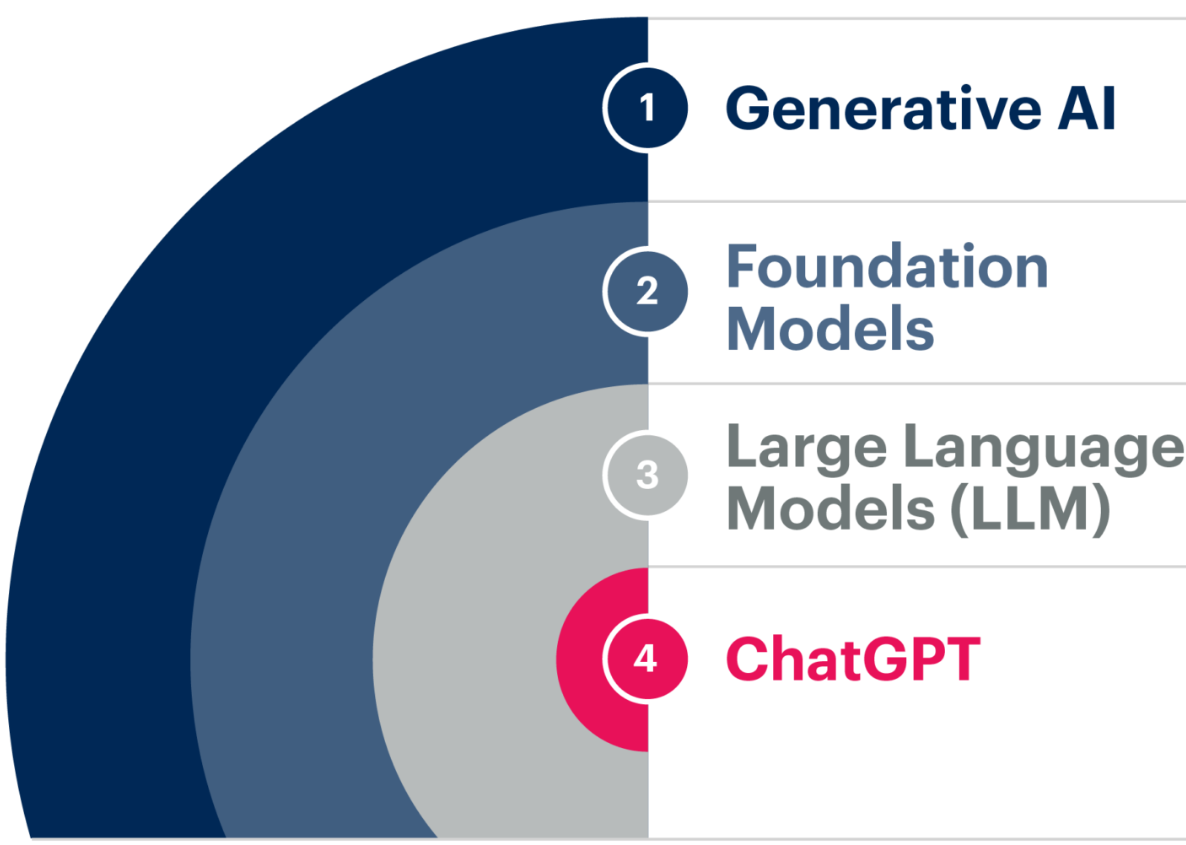 1
Generative AI
2
Foundation
Models
3
Large Language
Models (LLM)
4
ChatGPT